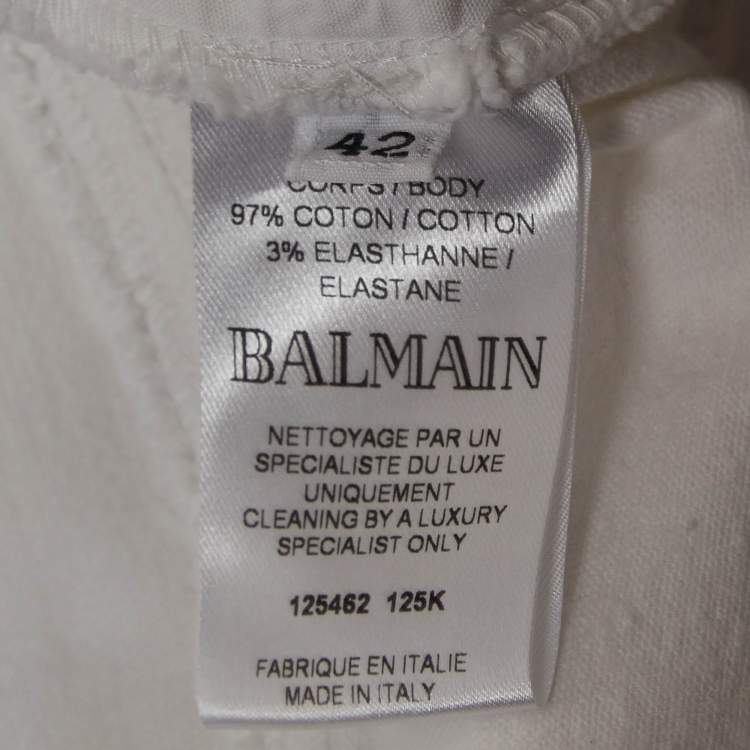 42
CORPS / BODY
97% COTON / COTTON
3% ELASTHANNE /
ELASTANE
BALMAIN
NETTOYAGE PAR UN
SPECIALISTE DU LUXE
UNIQUEMENT
CLEANING BY A LUXURY
SPECIALIST ONLY
125462 125K
FABRIQUE EN ITALIE
MADE IN ITALY